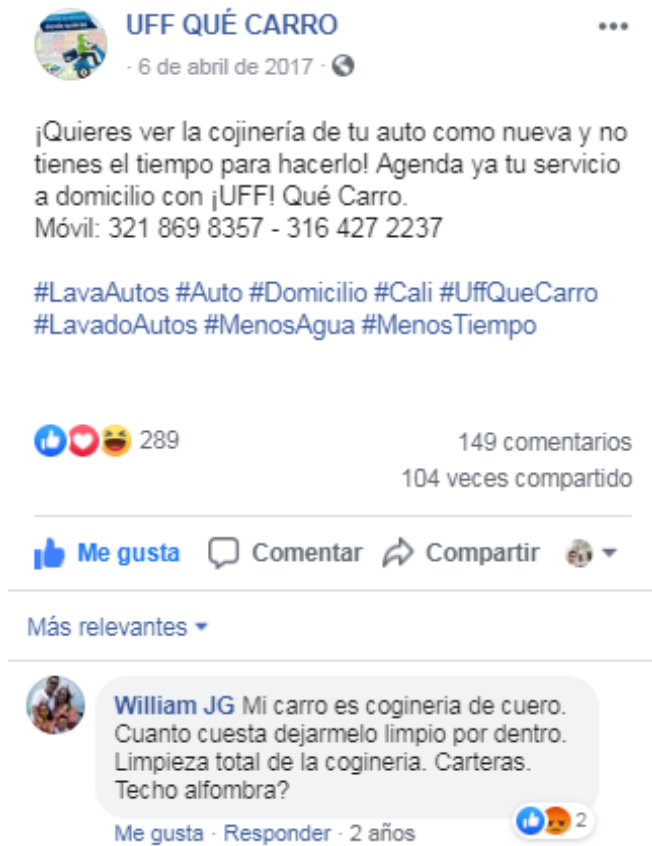 UFF QUÉ CARRO
· 6 de abril de 2017 ·
¡Quieres ver la cojinería de tu auto como nueva y no
tienes el tiempo para hacerlo! Agenda ya tu servicio
a domicilio con ¡UFF! Qué Carro.
Móvil: 321 869 8357 - 316 427 2237
#LavaAutos #Auto #Domicilio #Cali #UffQueCarro
#LavadoAutos #MenosAgua #MenosTiempo
289
149 comentarios
104 veces compartido
Me gusta Comentar Compartir
Más relevantes
William JG Mi carro es cogineria de cuero.
Cuanto cuesta dejarmelo limpio por dentro.
Limpieza total de la cogineria. Carteras.
Techo alfombra?
2
Me gusta · Responder · 2 años